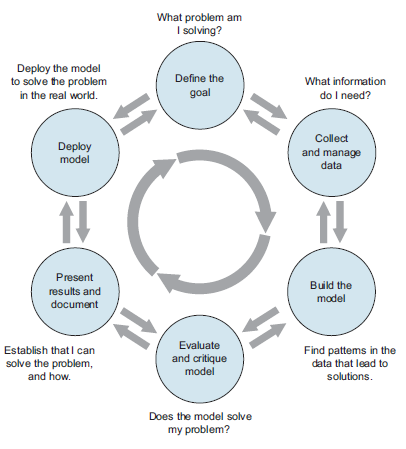 What problem am
I solving?
Define the
goal
What information
do I need?
Collect
and manage
data
Build the
model
Find patterns in the
data that lead to
solutions.
Evaluate
and critique
model
Does the model solve
my problem?
Present
results and
document
Establish that I can
solve the problem,
and how.
Deploy
model
Deploy the model
to solve the problem
in the real world.